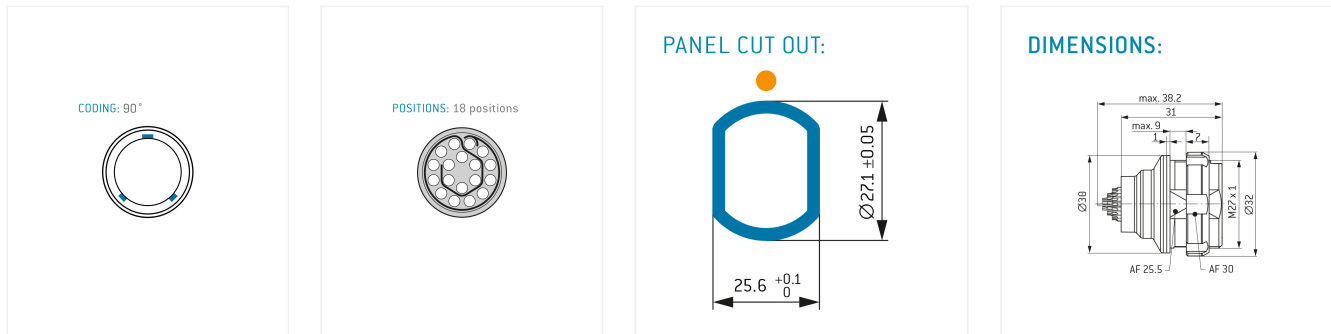 CODING: 90°
POSITIONS: 18 positions
PANEL CUT OUT:
Ø27.1 ±0.05
25.6 +0.1
0
DIMENSIONS:
max. 38.2
31
max. 9
1
7
Ø38
M27 x 1
Ø32
AF 25.5
AF 30